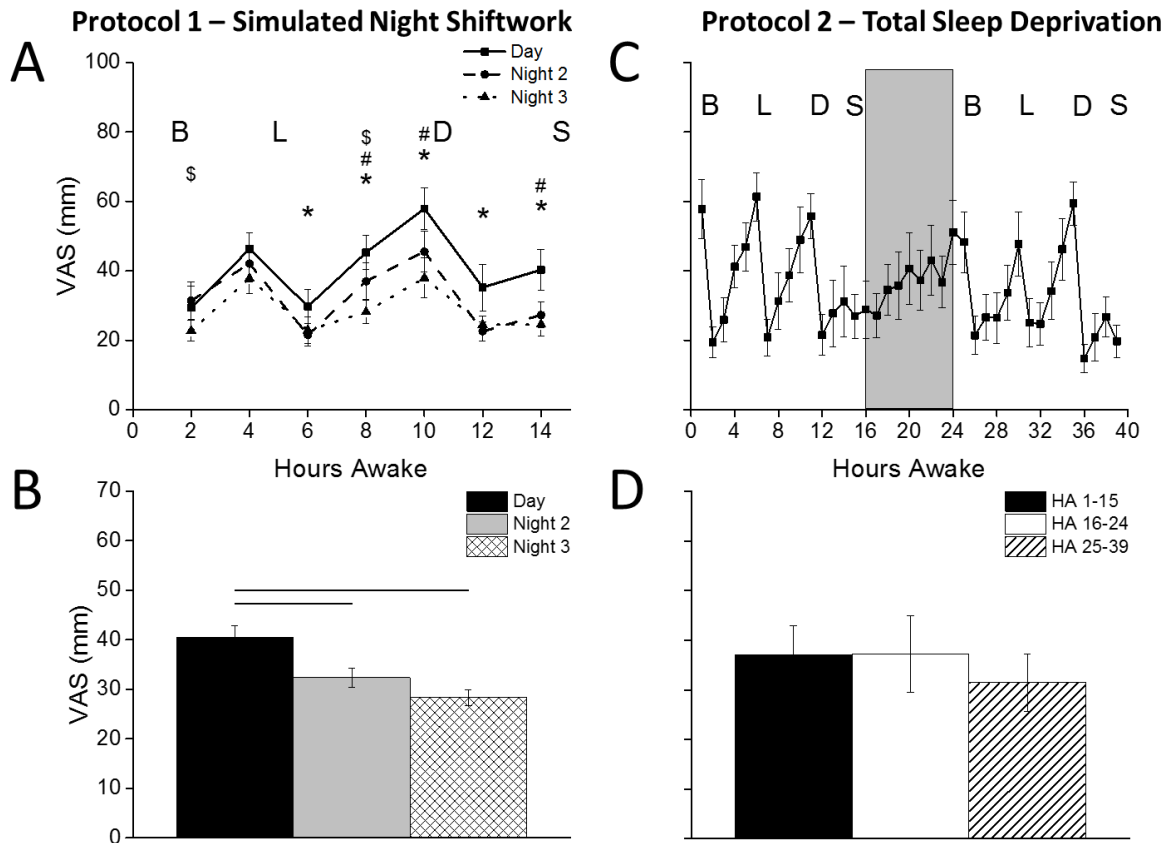 Protocol 1 – Simulated Night Shiftwork
A
Day
Night 2
Night 3
B L D S
$ * $ # * # * * # *
VAS (mm)
100
80
60
40
20
0
0 2 4 6 8 10 12 14
Hours Awake
Protocol 2 – Total Sleep Deprivation
C
B L D S B L D S
0 4 8 12 16 20 24 28 32 36 40
Hours Awake
B
Day
Night 2
Night 3
VAS (mm)
70
60
50
40
30
20
10
0
D
HA 1-15
HA 16-24
HA 25-39